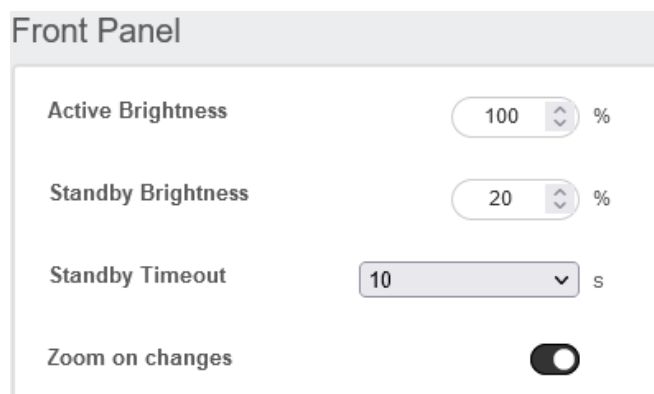 Front Panel
Active Brightness 100 %
Standby Brightness 20 %
Standby Timeout 10 s
Zoom on changes